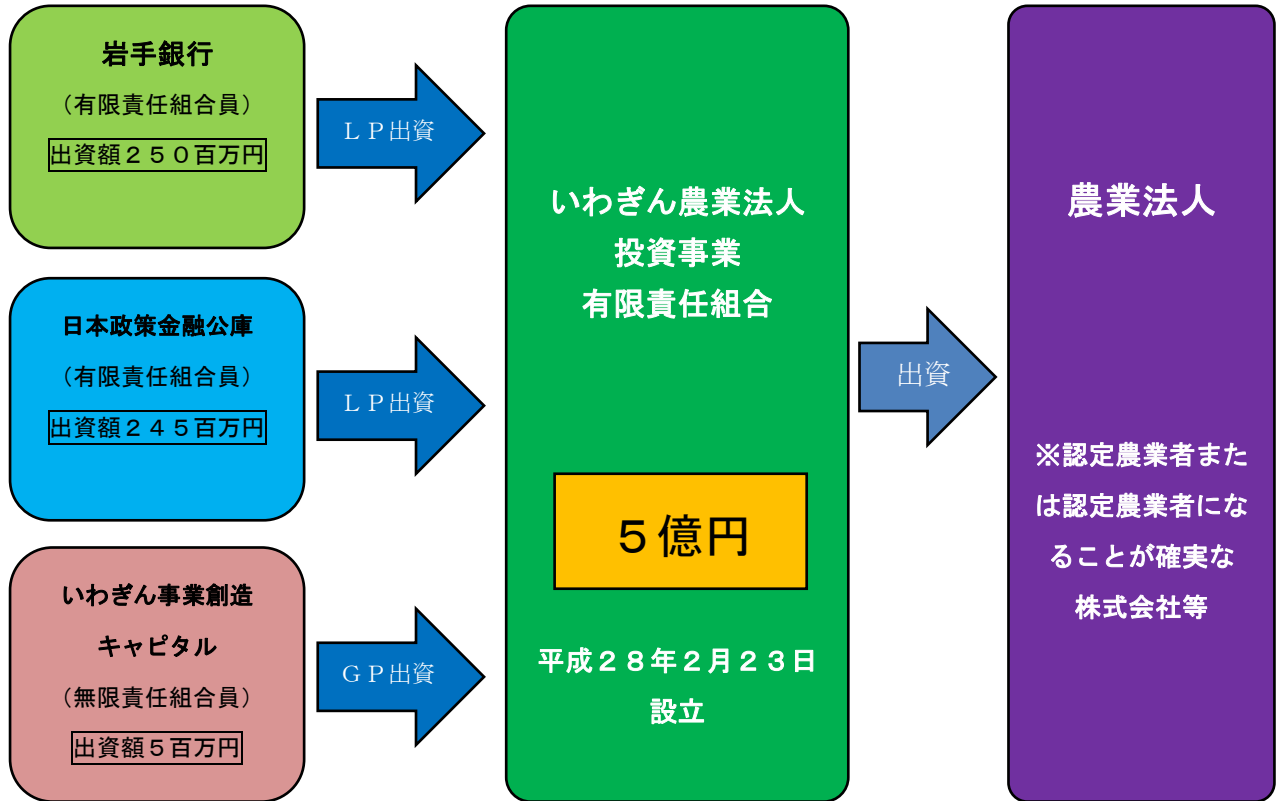 岩手銀行
（有限責任組合員）
出資額２５０百万円
ＬＰ出資
日本政策金融公庫
（有限責任組合員）
出資額２４５百万円
ＬＰ出資
いわぎん事業創造
キャピタル
（無限責任組合員）
出資額５百万円
ＧＰ出資
いわぎん農業法人
投資事業
有限責任組合
５億円
平成２８年２月２３日
設立
出資
農業法人
※認定農業者また
は認定農業者にな
ることが確実な
株式会社等